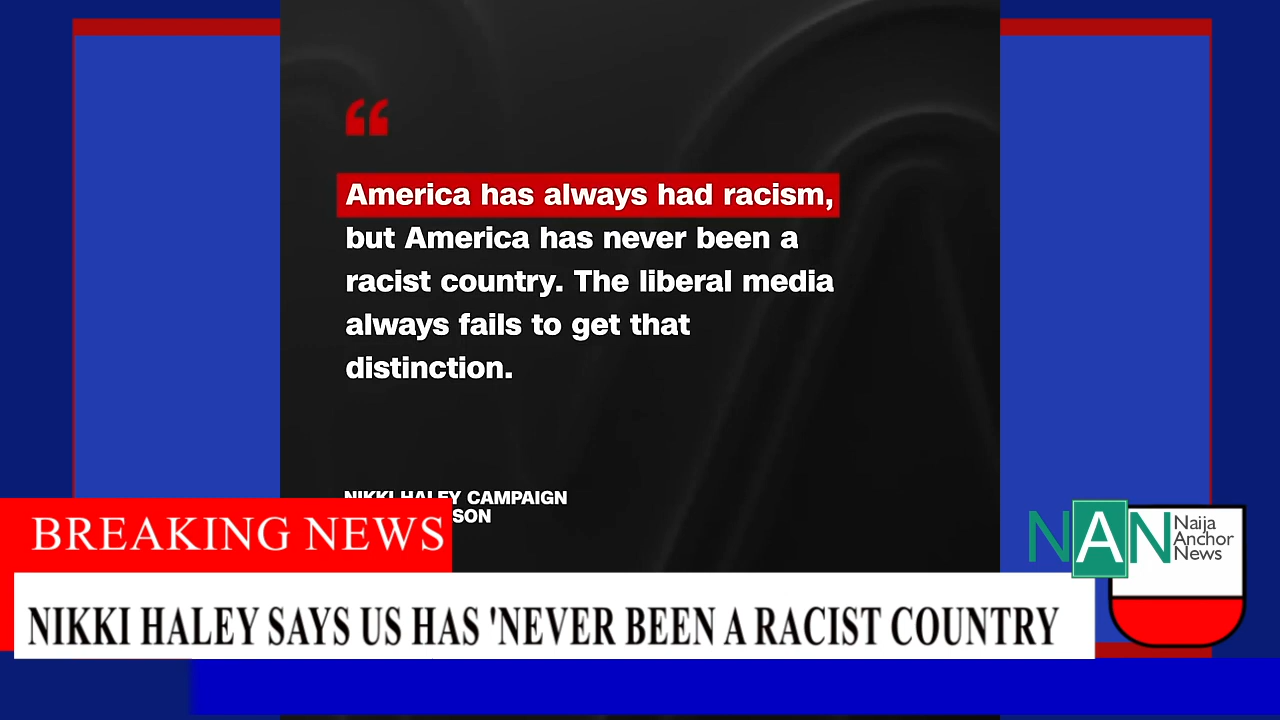 “
America has always had racism,
but America has never been a
racist country. The liberal media
always fails to get that
distinction.
NIKKI HALEY CAMPAIGN
SON
BREAKING NEWS
NIKKI HALEY SAYS US HAS 'NEVER BEEN A RACIST COUNTRY
NAN
Naija
Anchor
News